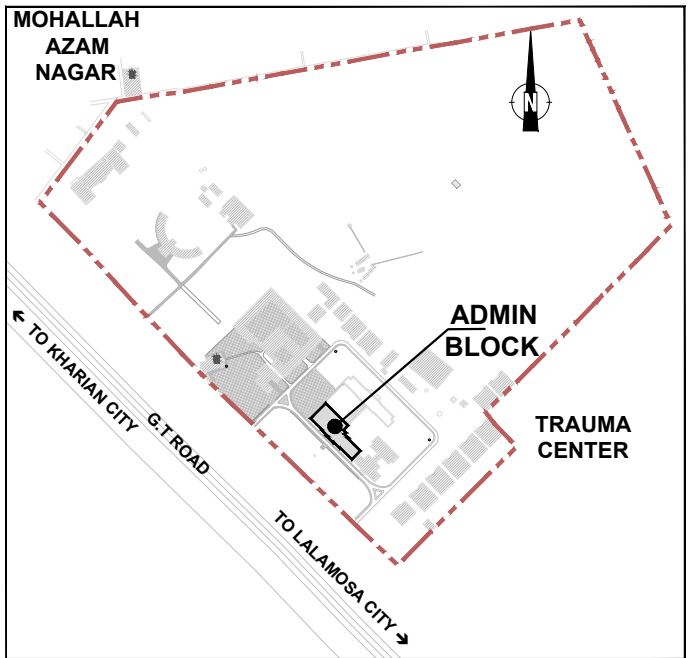 MOHALLAH
AZAM
NAGAR
N
ADMIN
BLOCK
TRAUMA
CENTER
TO KHARIAN CITY
G.T ROAD
TO LALAMOSA CITY